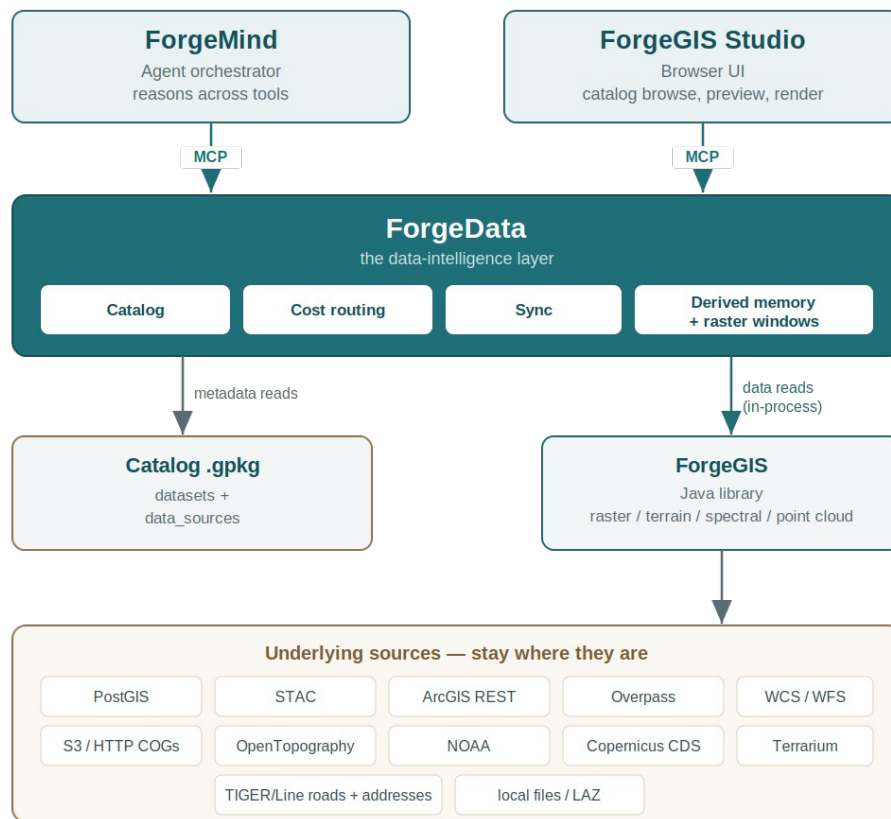 ForgeMind
Agent orchestrator
reasons across tools
ForgeGIS Studio
Browser UI
catalog browse, preview, render
MCP
MCP
ForgeData
the data-intelligence layer
Catalog
Cost routing
Sync
Derived memory
+ raster windows
metadata reads
data reads
(in-process)
Catalog .gpkg
datasets +
data_sources
ForgeGIS
Java library
raster / terrain / spectral / point cloud
Underlying sources — stay where they are
PostGIS
STAC
ArcGIS REST
Overpass
WCS / WFS
S3 / HTTP COGs
OpenTopography
NOAA
Copernicus CDS
Terrarium
TIGER/Line roads + addresses
local files / LAZ